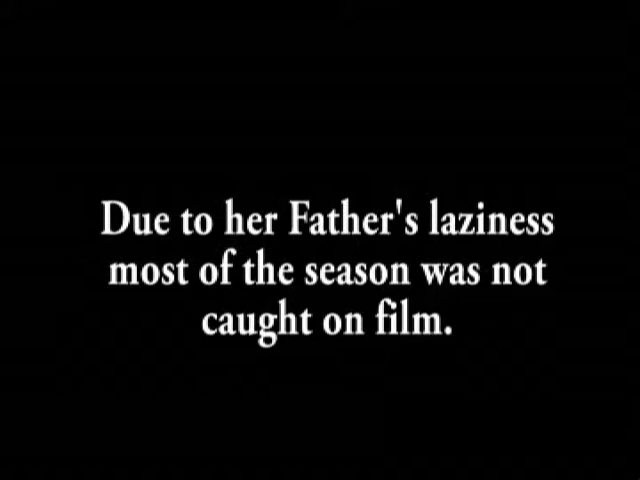 Due to her Father's laziness
most of the season was not
caught on film.